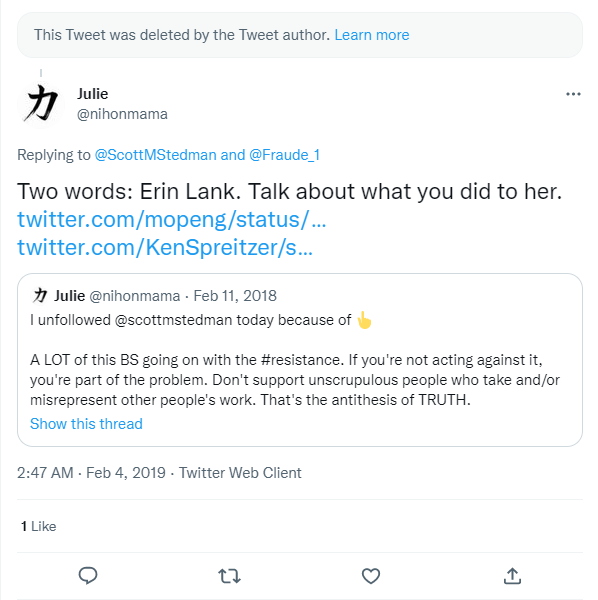 This Tweet was deleted by the Tweet author. Learn more
力
Julie
@nihonmama
Replying to @ScottMStedman and @Fraude_1
Two words: Erin Lank. Talk about what you did to her.
twitter.com/mopeng/status/…
twitter.com/KenSpreitzer/s…
力 Julie @nihonmama · Feb 11, 2018
I unfollowed @scottmstedman today because of 👆
A LOT of this BS going on with the #resistance. If you're not acting against it,
you're part of the problem. Don't support unscrupulous people who take and/or
misrepresent other people's work. That's the antithesis of TRUTH.
Show this thread
2:47 AM · Feb 4, 2019 · Twitter Web Client
1 Like